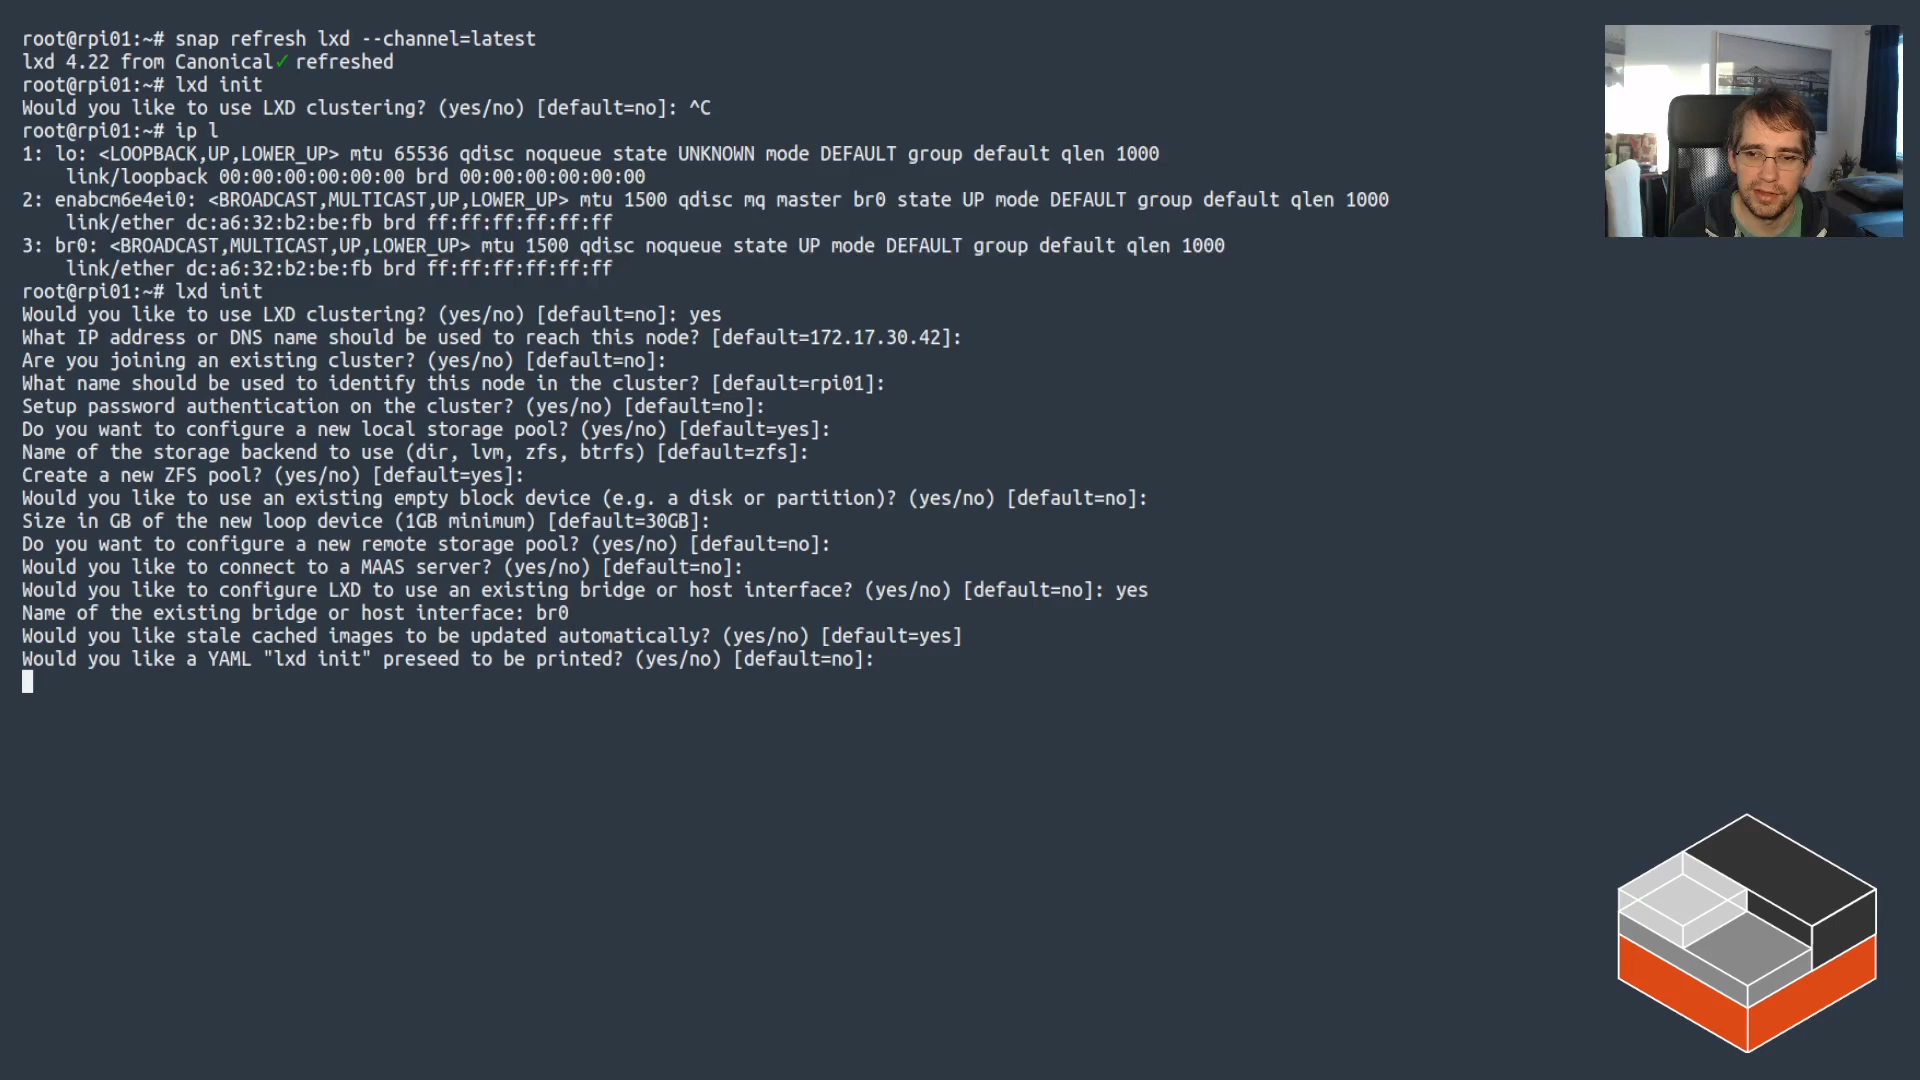 root@rpi01:~# snap refresh lxd --channel=latest
lxd 4.22 from Canonical✓ refreshed
root@rpi01:~# lxd init
Would you like to use LXD clustering? (yes/no) [default=no]: ^C
root@rpi01:~# ip l
1: lo: <LOOPBACK,UP,LOWER_UP> mtu 65536 qdisc noqueue state UNKNOWN mode DEFAULT group default qlen 1000
    link/loopback 00:00:00:00:00:00 brd 00:00:00:00:00:00
2: enabcm6e4ei0: <BROADCAST,MULTICAST,UP,LOWER_UP> mtu 1500 qdisc mq master br0 state UP mode DEFAULT group default qlen 1000
    link/ether dc:a6:32:b2:be:fb brd ff:ff:ff:ff:ff:ff
3: br0: <BROADCAST,MULTICAST,UP,LOWER_UP> mtu 1500 qdisc noqueue state UP mode DEFAULT group default qlen 1000
    link/ether dc:a6:32:b2:be:fb brd ff:ff:ff:ff:ff:ff
root@rpi01:~# lxd init
Would you like to use LXD clustering? (yes/no) [default=no]: yes
What IP address or DNS name should be used to reach this node? [default=172.17.30.42]:
Are you joining an existing cluster? (yes/no) [default=no]:
What name should be used to identify this node in the cluster? [default=rpi01]:
Setup password authentication on the cluster? (yes/no) [default=no]:
Do you want to configure a new local storage pool? (yes/no) [default=yes]:
Name of the storage backend to use (dir, lvm, zfs, btrfs) [default=zfs]:
Create a new ZFS pool? (yes/no) [default=yes]:
Would you like to use an existing empty block device (e.g. a disk or partition)? (yes/no) [default=no]:
Size in GB of the new loop device (1GB minimum) [default=30GB]:
Do you want to configure a new remote storage pool? (yes/no) [default=no]:
Would you like to connect to a MAAS server? (yes/no) [default=no]:
Would you like to configure LXD to use an existing bridge or host interface? (yes/no) [default=no]: yes
Name of the existing bridge or host interface: br0
Would you like stale cached images to be updated automatically? (yes/no) [default=yes]
Would you like a YAML "lxd init" preseed to be printed? (yes/no) [default=no]: